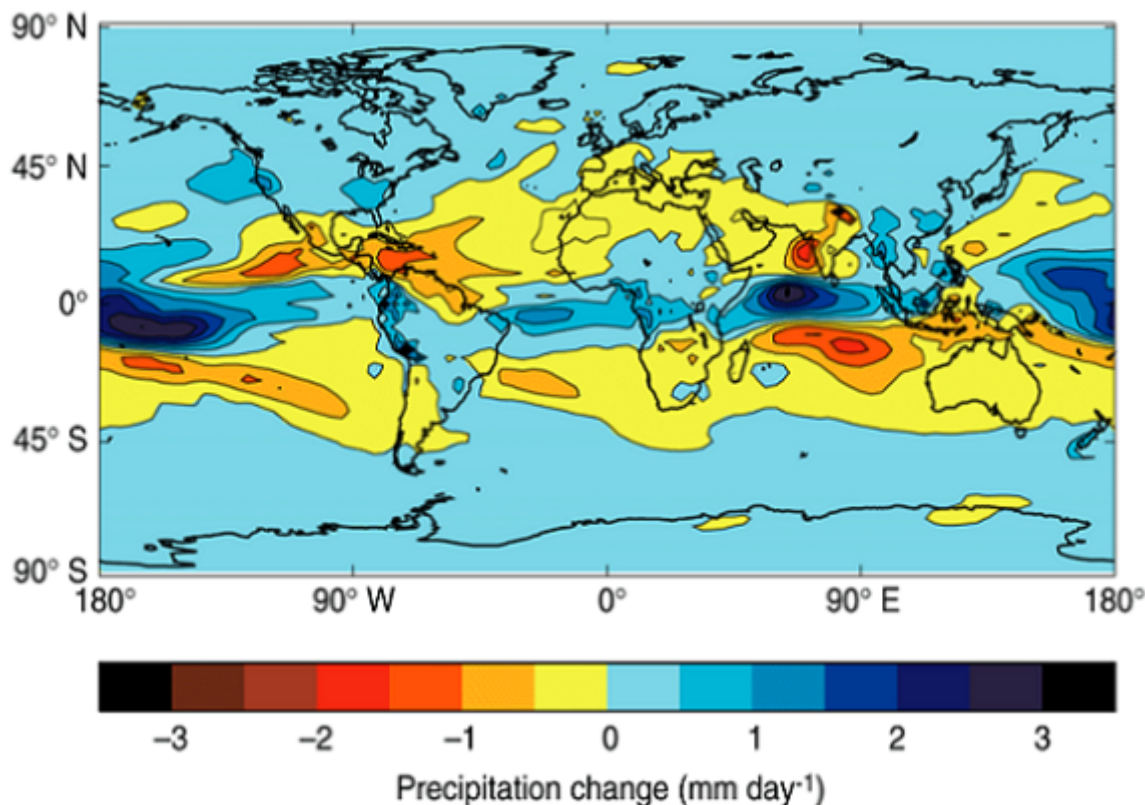 90° N
45° N
0°
45° S
90° S
180° 90° W 0° 90° E 180°
–3 –2 –1 0 1 2 3
Precipitation change (mm day⁻¹)